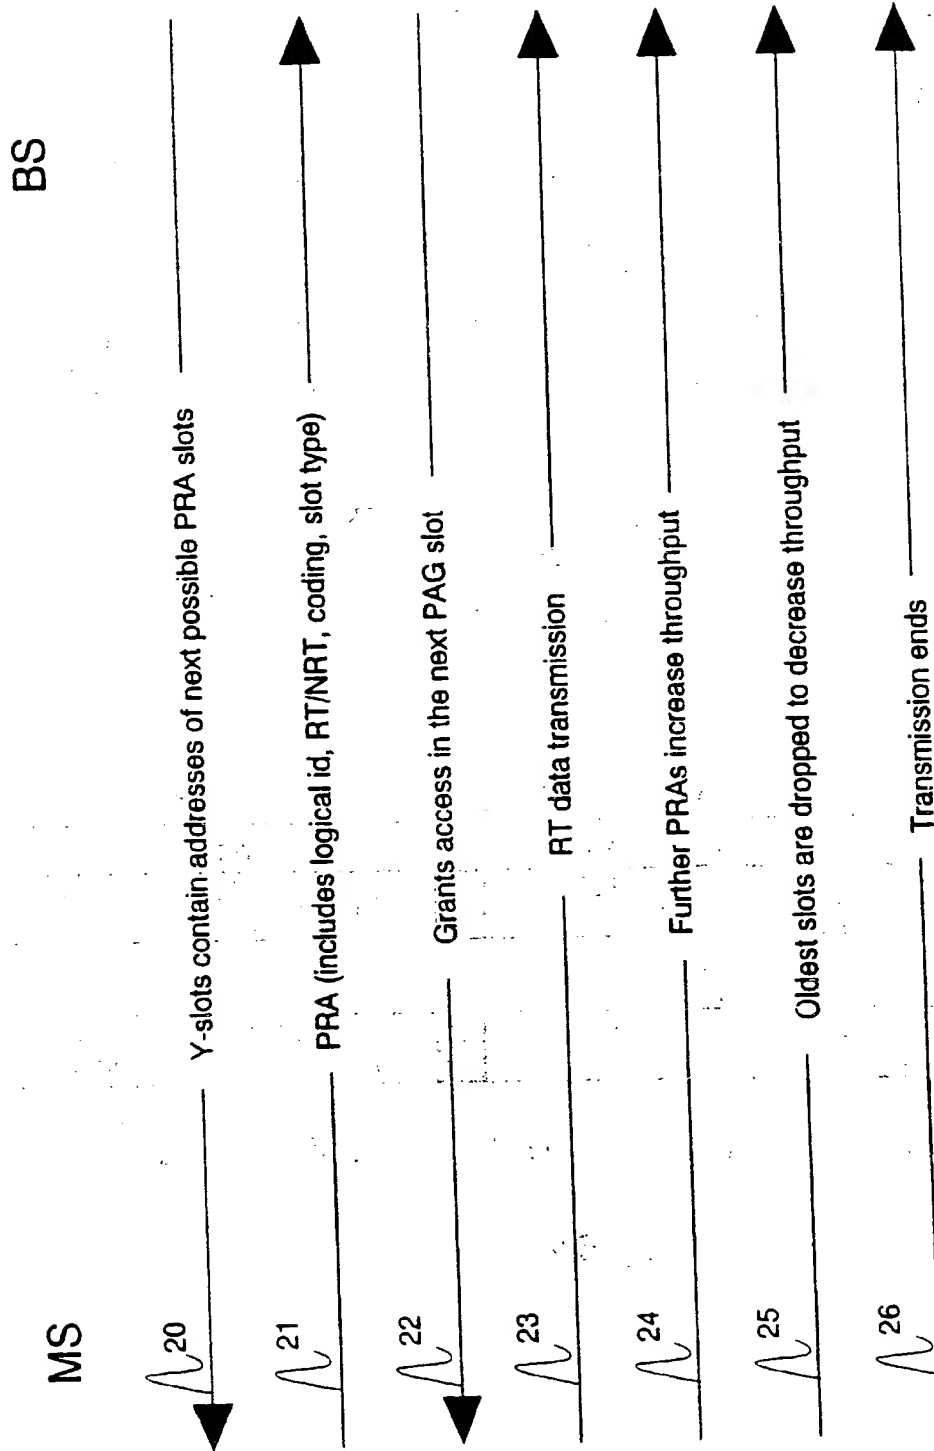 MS
BS
20
Y-slots contain addresses of next possible PRA slots
21
PRA (includes logical id, RT/NRT, coding, slot type)
22
Grants access in the next PAG slot
23
RT data transmission
24
Further PRAs increase throughput
25
Oldest slots are dropped to decrease throughput
26
Transmission ends